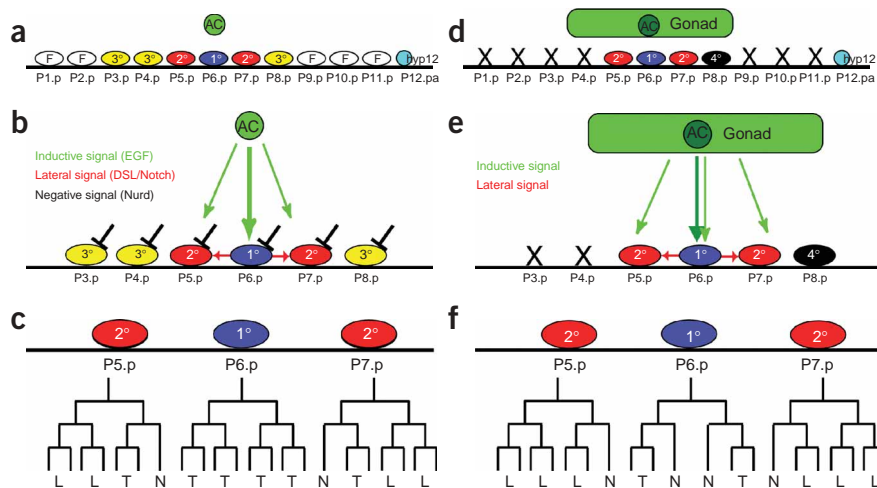 a
AC
F F 3° 3° 2° 1° 2° 3° F F F hyp12
P1.p P2.p P3.p P4.p P5.p P6.p P7.p P8.p P9.p P10.p P11.p P12.pa
b
AC
Inductive signal (EGF)
Lateral signal (DSL/Notch)
Negative signal (Nurd)
3° 3° 2° 1° 2° 3°
P3.p P4.p P5.p P6.p P7.p P8.p
c
2° 1° 2°
P5.p P6.p P7.p
L L T N T T T T N T L L
d
AC Gonad
X X X X 2° 1° 2° 4° X X X hyp12
P1.p P2.p P3.p P4.p P5.p P6.p P7.p P8.p P9.p P10.p P11.p P12.pa
e
AC Gonad
Inductive signal
Lateral signal
X X 2° 1° 2° 4°
P3.p P4.p P5.p P6.p P7.p P8.p
f
2° 1° 2°
P5.p P6.p P7.p
L L L N T N N T N L L L